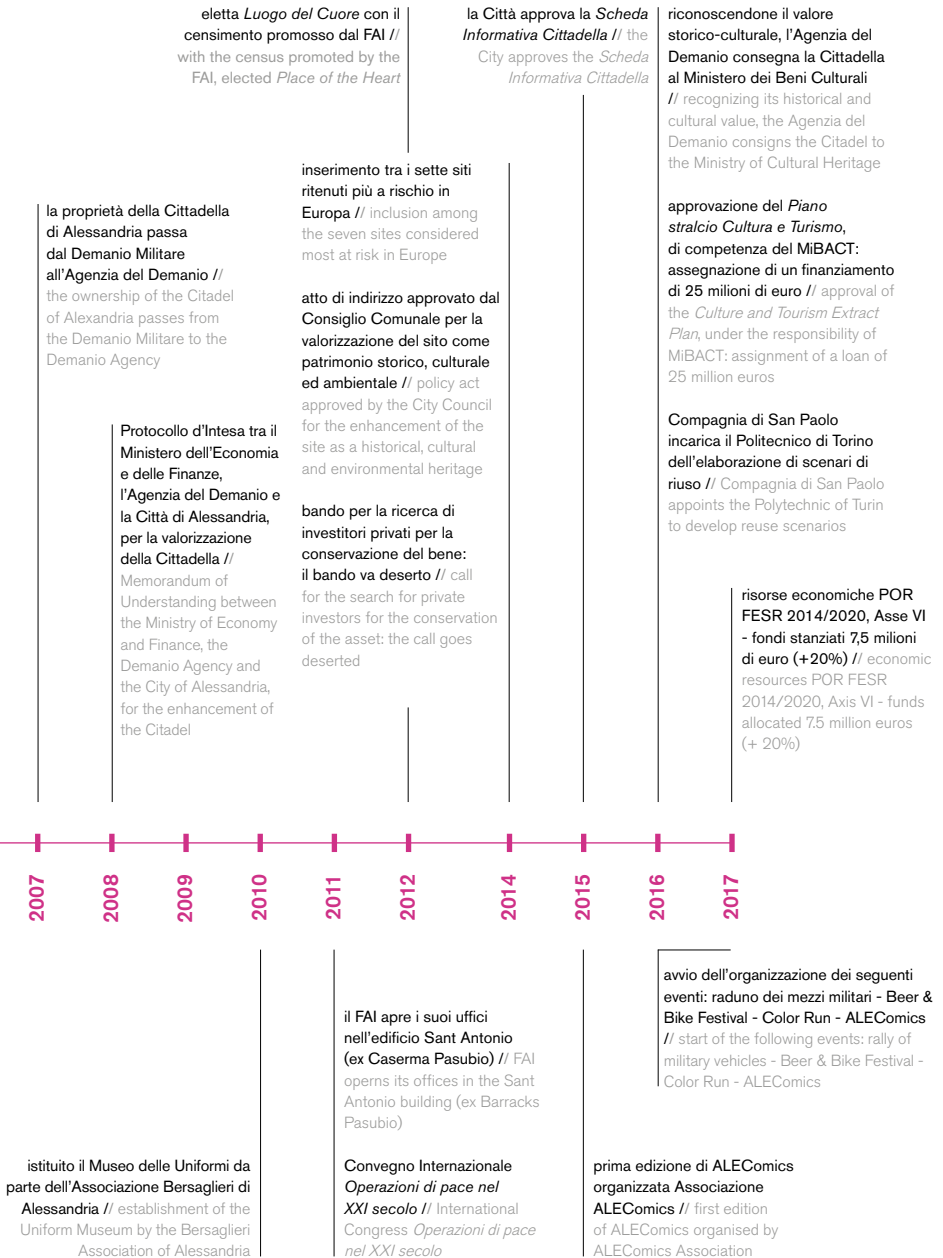 eletta Luogo del Cuore con il
censimento promosso dal FAI //
with the census promoted by the
FAI, elected Place of the Heart
la Città approva la Scheda
Informativa Cittadella // the
City approves the Scheda
Informativa Cittadella
riconoscendone il valore
storico-culturale, l'Agenzia del
Demanio consegna la Cittadella
al Ministero dei Beni Culturali
// recognizing its historical and
cultural value, the Agenzia del
Demanio consigns the Citadel to
the Ministry of Cultural Heritage
la proprietà della Cittadella
di Alessandria passa
dal Demanio Militare
all'Agenzia del Demanio //
the ownership of the Citadel
of Alexandria passes from
the Demanio Militare to the
Demanio Agency
Protocollo d'Intesa tra il
Ministero dell'Economia
e delle Finanze,
l'Agenzia del Demanio e
la Città di Alessandria,
per la valorizzazione
della Cittadella //
Memorandum of
Understanding between
the Ministry of Economy
and Finance, the
Demanio Agency and
the City of Alessandria,
for the enhancement of
the Citadel
inserimento tra i sette siti
ritenuti più a rischio in
Europa // inclusion among
the seven sites considered
most at risk in Europe
atto di indirizzo approvato dal
Consiglio Comunale per la
valorizzazione del sito come
patrimonio storico, culturale
ed ambientale // policy act
approved by the City Council
for the enhancement of the
site as a historical, cultural
and environmental heritage
bando per la ricerca di
investitori privati per la
conservazione del bene:
il bando va deserto // call
for the search for private
investors for the conservation
of the asset: the call goes
deserted
approvazione del Piano
stralcio Cultura e Turismo,
di competenza del MiBACT:
assegnazione di un finanziamento
di 25 milioni di euro // approval of
the Culture and Tourism Extract
Plan, under the responsibility of
MiBACT: assignment of a loan of
25 million euros
Compagnia di San Paolo
incarica il Politecnico di Torino
dell'elaborazione di scenari di
riuso // Compagnia di San Paolo
appoints the Polytechnic of Turin
to develop reuse scenarios
risorse economiche POR
FESR 2014/2020, Asse VI
- fondi stanziati 7,5 milioni
di euro (+20%) // economic
resources POR FESR
2014/2020, Axis VI - funds
allocated 7.5 million euros
(+ 20%)
2007
2008
2009
2010
2011
2012
2014
2015
2016
2017
istituito il Museo delle Uniformi da
parte dell'Associazione Bersaglieri di
Alessandria // establishment of the
Uniform Museum by the Bersaglieri
Association of Alessandria
il FAI apre i suoi uffici
nell'edificio Sant Antonio
(ex Caserma Pasubio) // FAI
operns its offices in the Sant
Antonio building (ex Barracks
Pasubio)
Convegno Internazionale
Operazioni di pace nel
XXI secolo // International
Congress Operazioni di pace
nel XXI secolo
avvio dell'organizzazione dei seguenti
eventi: raduno dei mezzi militari - Beer &
Bike Festival - Color Run - ALEComics
// start of the following events: rally of
military vehicles - Beer & Bike Festival -
Color Run - ALEComics
prima edizione di ALEComics
organizzata Associazione
ALEComics // first edition
of ALEComics organised by
ALEComics Association